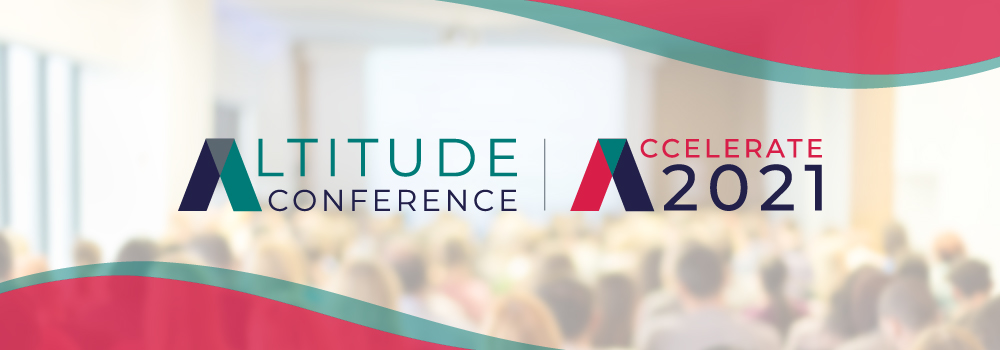 ALTITUDE
CONFERENCE
ACCELERATE
2021